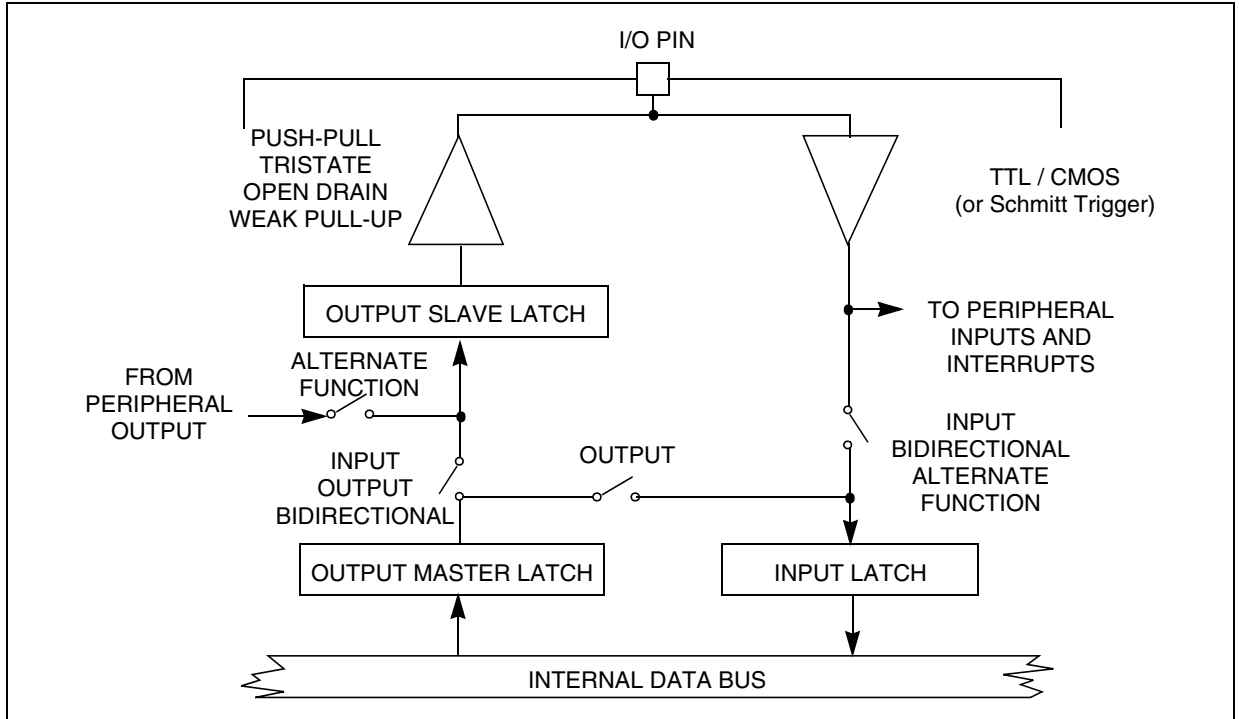 I/O PIN
PUSH-PULL
TRISTATE
OPEN DRAIN
WEAK PULL-UP
TTL / CMOS
(or Schmitt Trigger)
OUTPUT SLAVE LATCH
TO PERIPHERAL
INPUTS AND
INTERRUPTS
ALTERNATE
FUNCTION
FROM
PERIPHERAL
OUTPUT
INPUT
OUTPUT
BIDIRECTIONAL
OUTPUT
INPUT
BIDIRECTIONAL
ALTERNATE
FUNCTION
OUTPUT MASTER LATCH
INPUT LATCH
INTERNAL DATA BUS